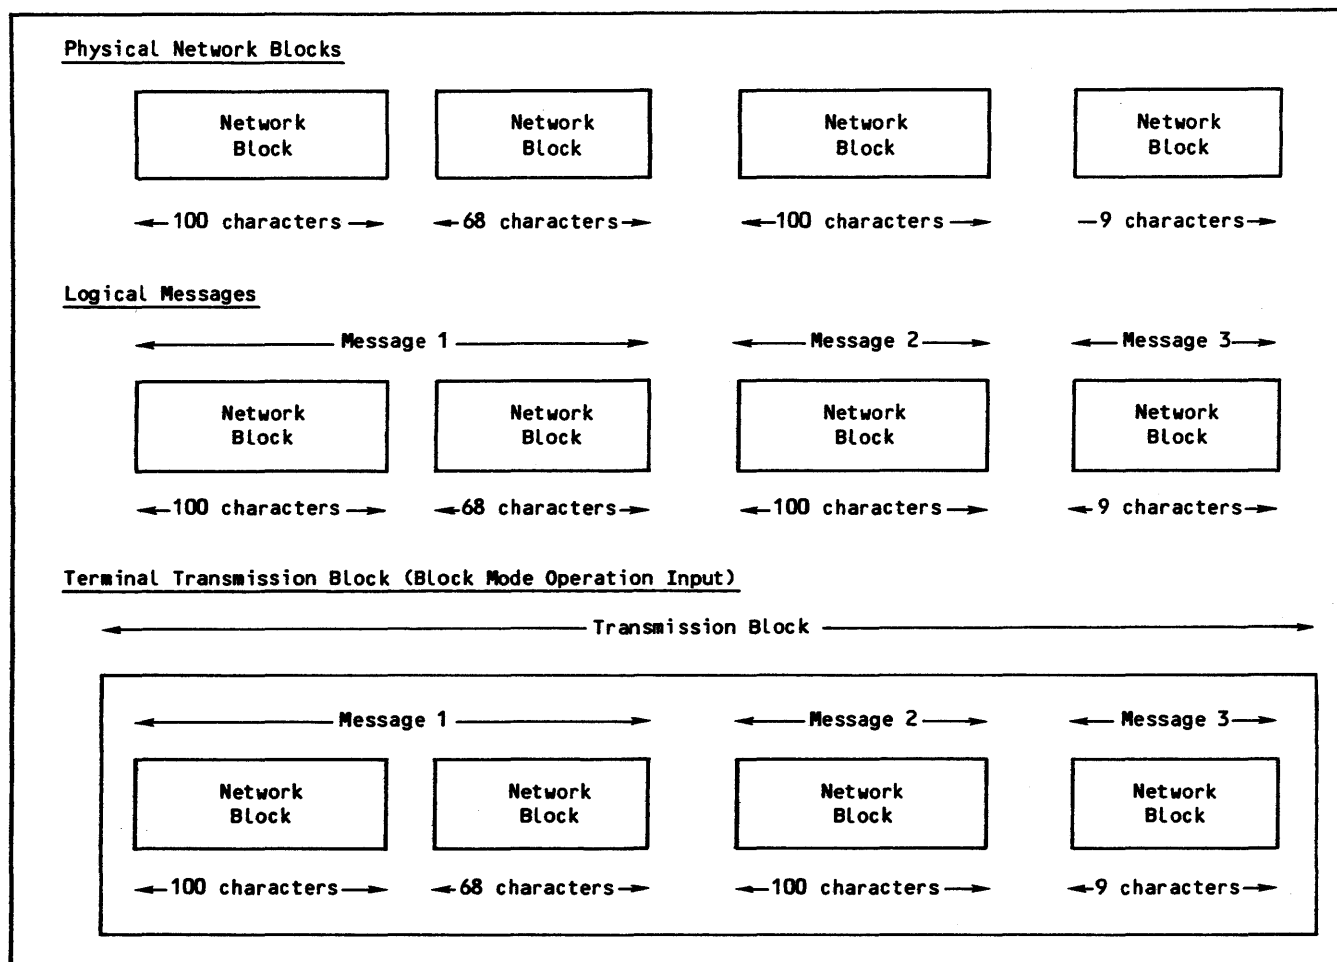 Physical Network Blocks
Network Block
Network Block
Network Block
Network Block
100 characters
68 characters
100 characters
9 characters
Logical Messages
Message 1
Message 2
Message 3
Network Block
Network Block
Network Block
Network Block
100 characters
68 characters
100 characters
9 characters
Terminal Transmission Block (Block Mode Operation Input)
Transmission Block
Message 1
Message 2
Message 3
Network Block
Network Block
Network Block
Network Block
100 characters
68 characters
100 characters
9 characters